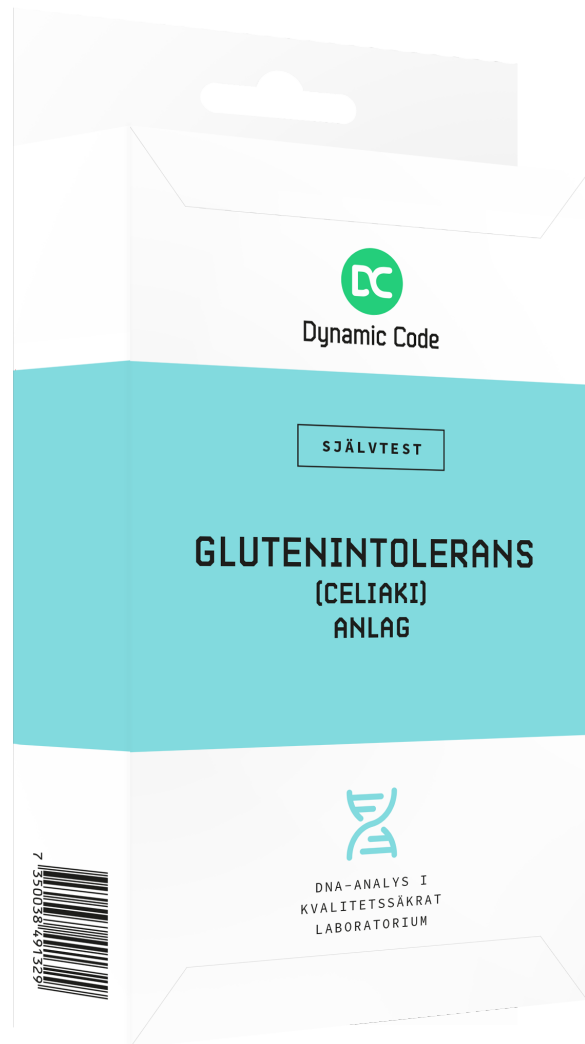 DC
Dynamic Code
SJÄLVTEST
GLUTENINTOLERANS
(CELIAKI)
ANLAG
DNA-ANALYS I
KVALITETSSÄKRAT
LABORATORIUM
7 350038 491329